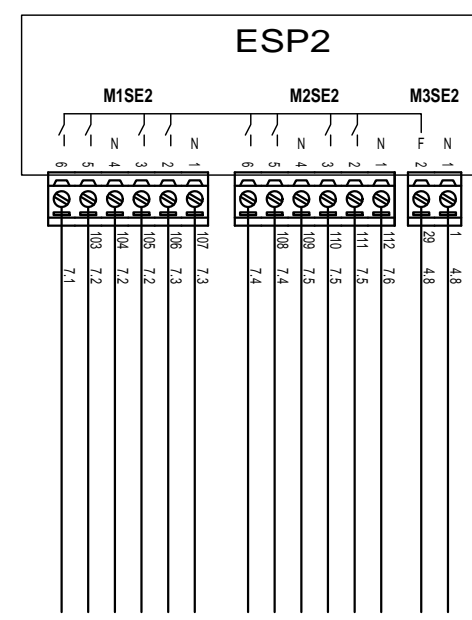 ESP2
M1SE2 M2SE2 M3SE2
N N N N F N
6 5 4 3 2 1 6 5 4 3 2 1 2 1
103 104 105 106 107 108 109 110 111 112 29 1
7.1 7.2 7.2 7.2 7.3 7.3 7.4 7.4 7.5 7.5 7.5 7.6 4.8 4.8